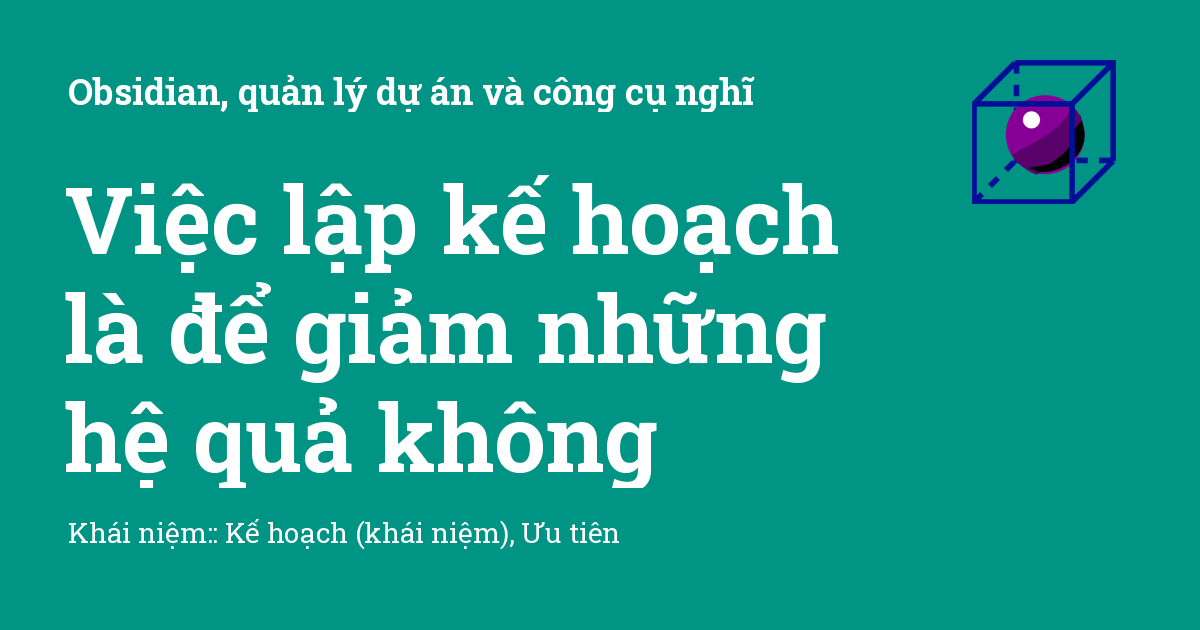 Obsidian, quản lý dự án và công cụ nghĩ
Việc lập kế hoạch
là để giảm những
hệ quả không
Khái niệm:: Kế hoạch (khái niệm), Ưu tiên